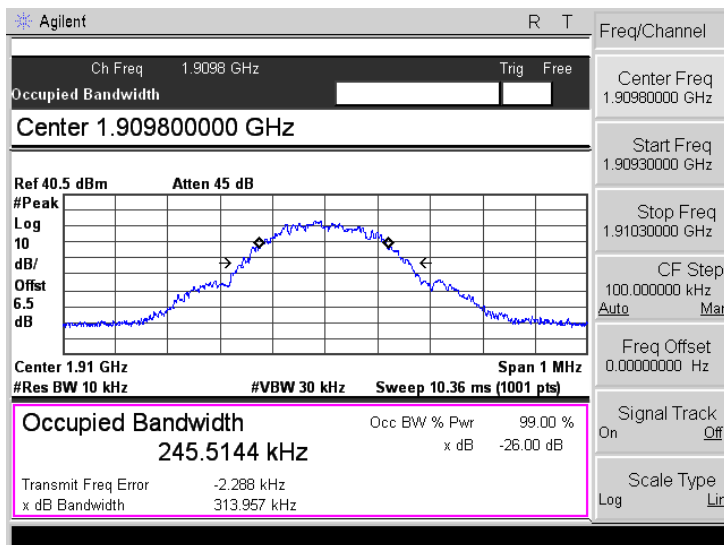 Agilent R T
Freq/Channel
Ch Freq 1.9098 GHz Trig Free
Occupied Bandwidth
Center 1.909800000 GHz
Ref 40.5 dBm Atten 45 dB
#Peak
Log
10
dB/
Offst
6.5
dB
Center 1.91 GHz Span 1 MHz
#Res BW 10 kHz #VBW 30 kHz Sweep 10.36 ms (1001 pts)
Occupied Bandwidth
245.5144 kHz
Occ BW % Pwr 99.00 %
x dB -26.00 dB
Transmit Freq Error -2.288 kHz
x dB Bandwidth 313.957 kHz
Center Freq
1.90980000 GHz
Start Freq
1.90930000 GHz
Stop Freq
1.91030000 GHz
CF Step
100.000000 kHz
Auto Man
Freq Offset
0.00000000 Hz
Signal Track
On Off
Scale Type
Log Lin